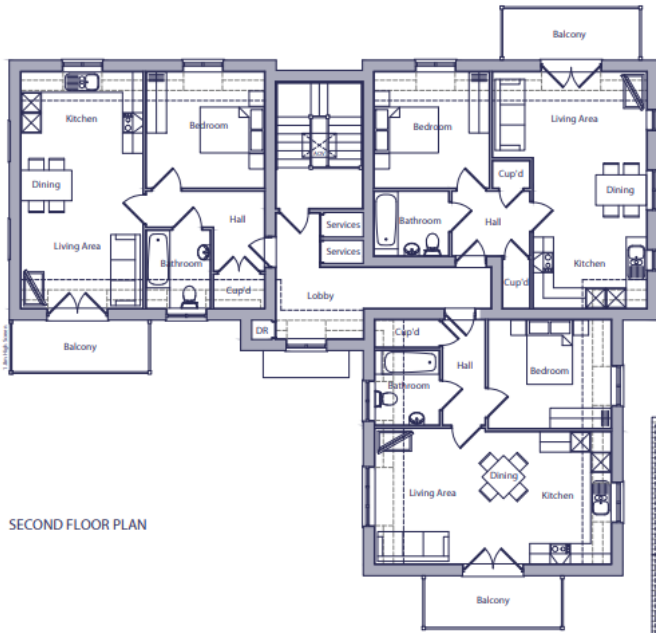 Balcony
Kitchen
Bedroom
Bedroom
Living Area
AOV
Cup'd
Dining
Dining
Hall
Services
Bathroom
Hall
Living Area
Services
Bathroom
Kitchen
Cup'd
Lobby
Cup'd
DR
Cup'd
Balcony
Hall
Bedroom
Bathroom
Dining
Living Area
Kitchen
SECOND FLOOR PLAN
Balcony